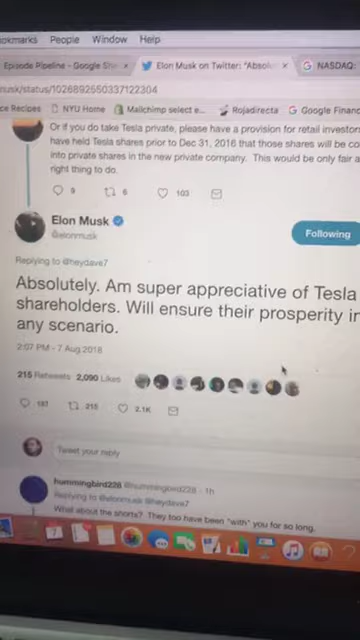 okmarks People Window Help
Episode Pipeline - Google Sh
Elon Musk on Twitter: "Absolu
NASDAQ:
musk/status/1026892550337122304
ce Recipes NYU Home Mailchimp select e... Rojadirecta Google Financ
Or if you do take Tesla private, please have a provision for retail investor
have held Tesla shares prior to Dec 31, 2016 that those shares will be co
into private shares in the new private company. This would be only fair a
right thing to do.
9 6 103
Elon Musk
@elonmusk
Following
Replying to @heydave7
Absolutely. Am super appreciative of Tesla
shareholders. Will ensure their prosperity in
any scenario.
2:07 PM - 7 Aug 2018
215 Retweets 2,090 Likes
187 215 2.1K
Tweet your reply
hummingbird228 @hummingbird228 · 1h
Replying to @elonmusk @heydave7
What about the shorts? They too have been "with" you for so long.
7